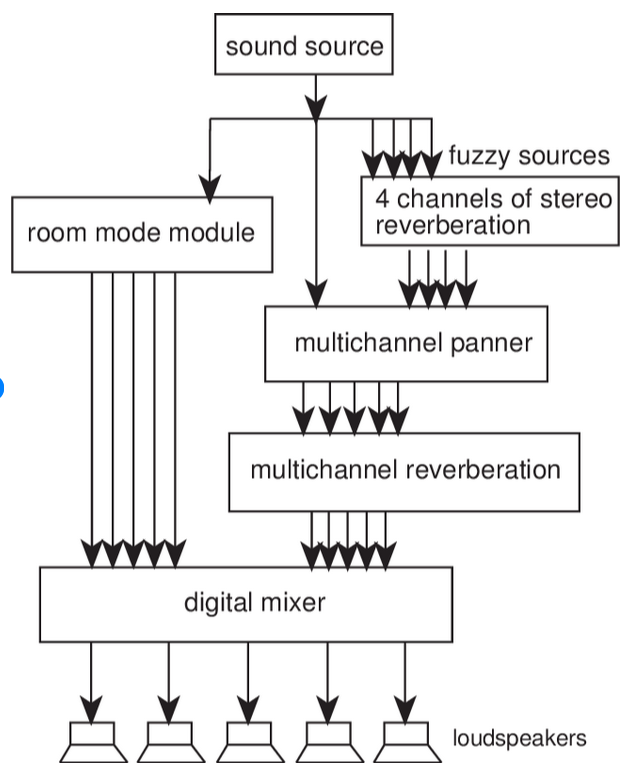 sound source
fuzzy sources
4 channels of stereo
reverberation
room mode module
multichannel panner
multichannel reverberation
digital mixer
loudspeakers